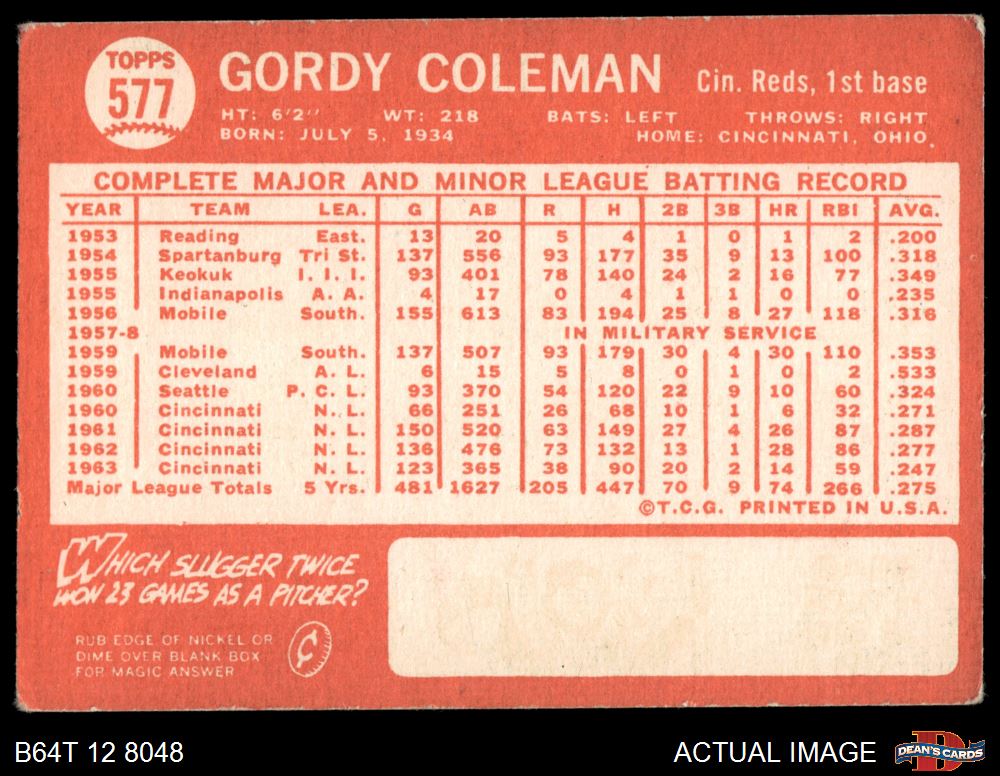 TOPPS
577
GORDY COLEMAN Cin. Reds, 1st base
HT: 6'2" WT: 218 BATS: LEFT THROWS: RIGHT
BORN: JULY 5, 1934 HOME: CINCINNATI, OHIO.
COMPLETE MAJOR AND MINOR LEAGUE BATTING RECORD
YEAR TEAM LEA. G AB R H 2B 3B HR RBI AVG.
1953 Reading East. 13 20 5 4 1 0 1 2 .200
1954 Spartanburg Tri St. 137 556 93 177 35 9 13 100 .318
1955 Keokuk I. I. I. 93 401 78 140 24 2 16 77 .349
1955 Indianapolis A. A. 4 17 0 4 1 1 0 0 .235
1956 Mobile South. 155 613 83 194 25 8 27 118 .316
1957-8 IN MILITARY SERVICE
1959 Mobile South. 137 507 93 179 30 4 30 110 .353
1959 Cleveland A. L. 6 15 5 8 0 1 0 2 .533
1960 Seattle P. C. L. 93 370 54 120 22 9 10 60 .324
1960 Cincinnati N. L. 66 251 26 68 10 1 6 32 .271
1961 Cincinnati N. L. 150 520 63 149 27 4 26 87 .287
1962 Cincinnati N. L. 136 476 73 132 13 1 28 86 .277
1963 Cincinnati N. L. 123 365 38 90 20 2 14 59 .247
Major League Totals 5 Yrs. 481 1627 205 447 70 9 74 266 .275
©T.C.G. PRINTED IN U.S.A.
WHICH SLUGGER TWICE
WON 23 GAMES AS A PITCHER?
RUB EDGE OF NICKEL OR
DIME OVER BLANK BOX
FOR MAGIC ANSWER
B64T 12 8048 ACTUAL IMAGE DEAN'S CARDS